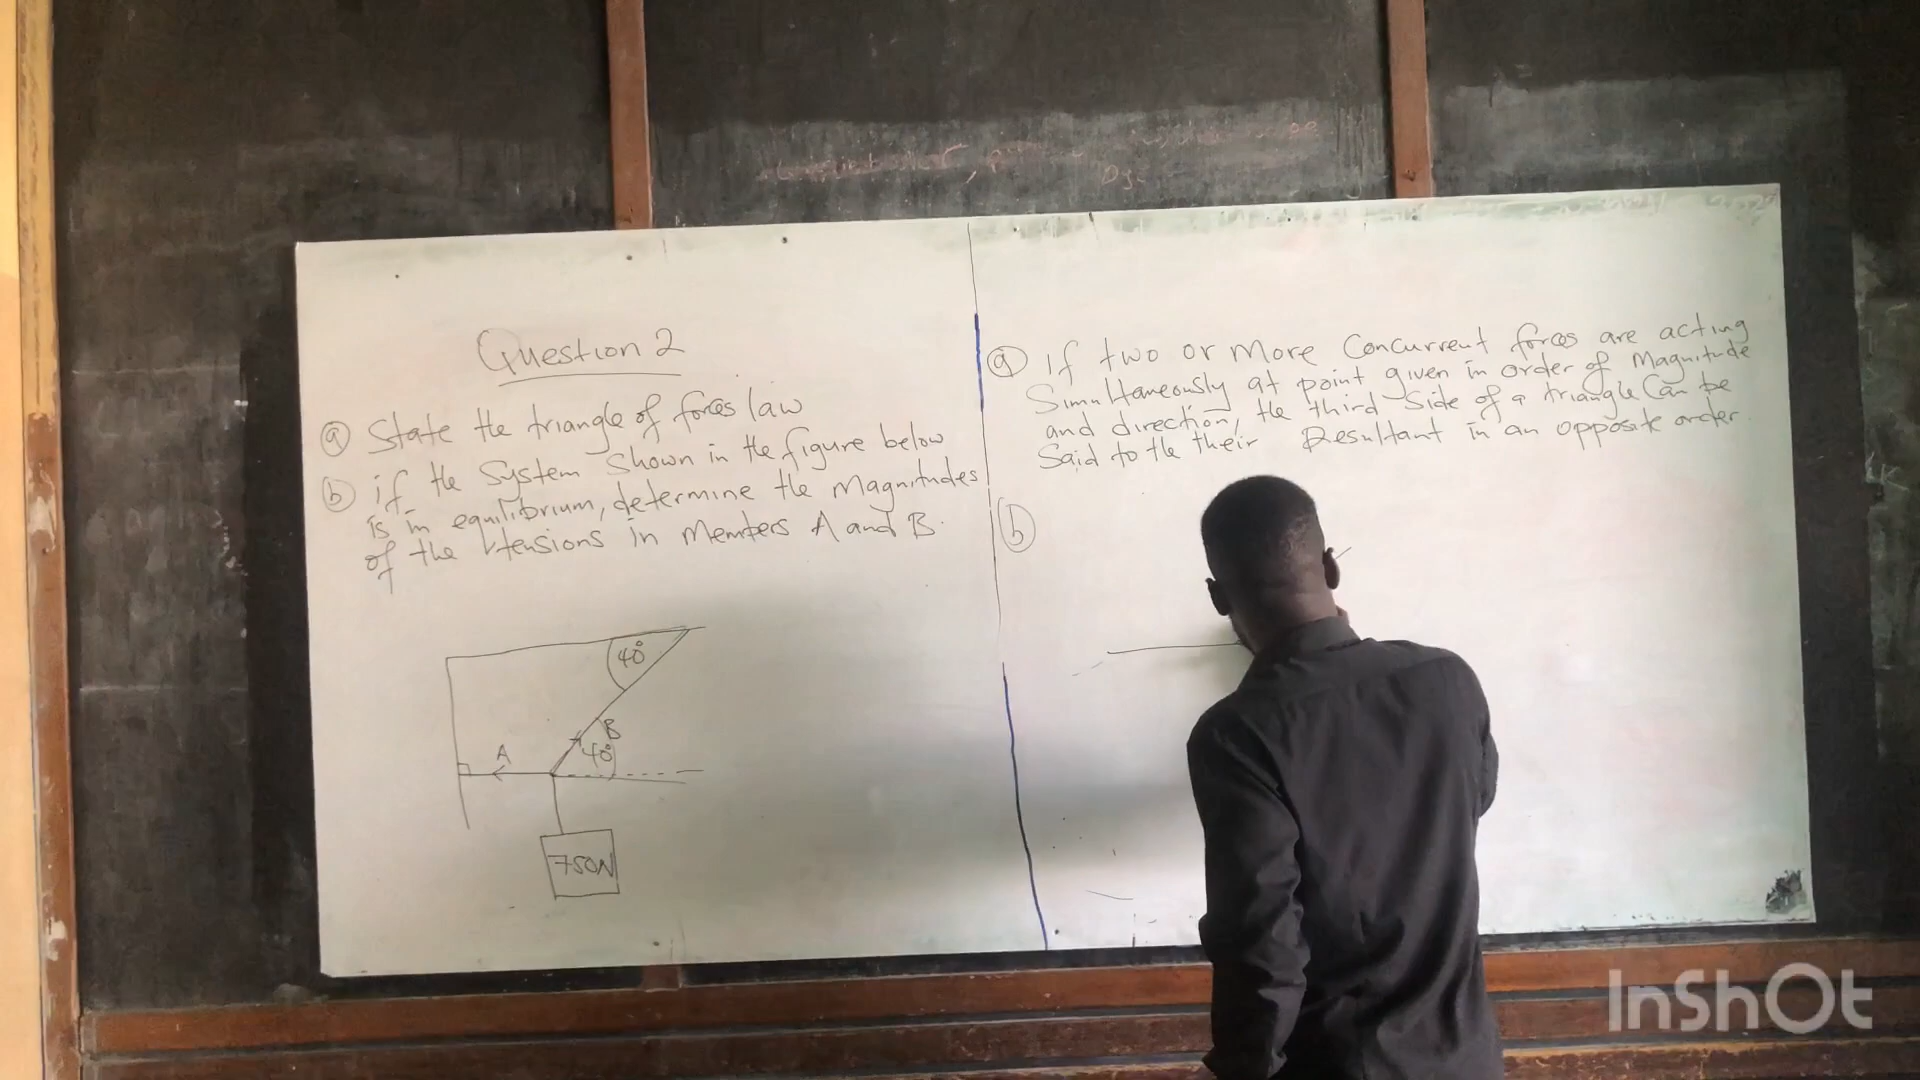 Question 2
(a) State the triangle of forces law
(b) if the System Shown in the figure below
is in equilibrium, determine the Magnitudes
of the tensions in Members A and B.
40°
B
40°
A
750N
(a) If two or More Concurrent forces are acting
Simultaneously at point given in order of Magnitude
and direction, the third Side of a triangle Can be
Said to the their Resultant in an opposite order.
(b)
InShOt